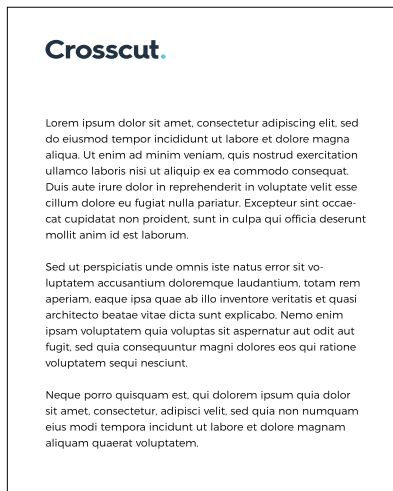 Crosscut.
Lorem ipsum dolor sit amet, consectetur adipiscing elit, sed
do eiusmod tempor incididunt ut labore et dolore magna
aliqua. Ut enim ad minim veniam, quis nostrud exercitation
ullamco laboris nisi ut aliquip ex ea commodo consequat.
Duis aute irure dolor in reprehenderit in voluptate velit esse
cillum dolore eu fugiat nulla pariatur. Excepteur sint occae-
cat cupidatat non proident, sunt in culpa qui officia deserunt
mollit anim id est laborum.
Sed ut perspiciatis unde omnis iste natus error sit vo-
luptatem accusantium doloremque laudantium, totam rem
aperiam, eaque ipsa quae ab illo inventore veritatis et quasi
architecto beatae vitae dicta sunt explicabo. Nemo enim
ipsam voluptatem quia voluptas sit aspernatur aut odit aut
fugit, sed quia consequuntur magni dolores eos qui ratione
voluptatem sequi nesciunt.
Neque porro quisquam est, qui dolorem ipsum quia dolor
sit amet, consectetur, adipisci velit, sed quia non numquam
eius modi tempora incidunt ut labore et dolore magnam
aliquam quaerat voluptatem.